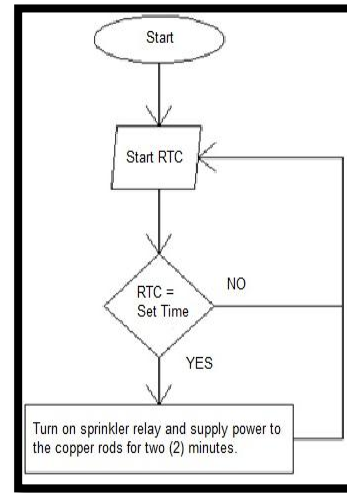 Start
Start RTC
RTC =
Set Time
NO
YES
Turn on sprinkler relay and supply power to
the copper rods for two (2) minutes.